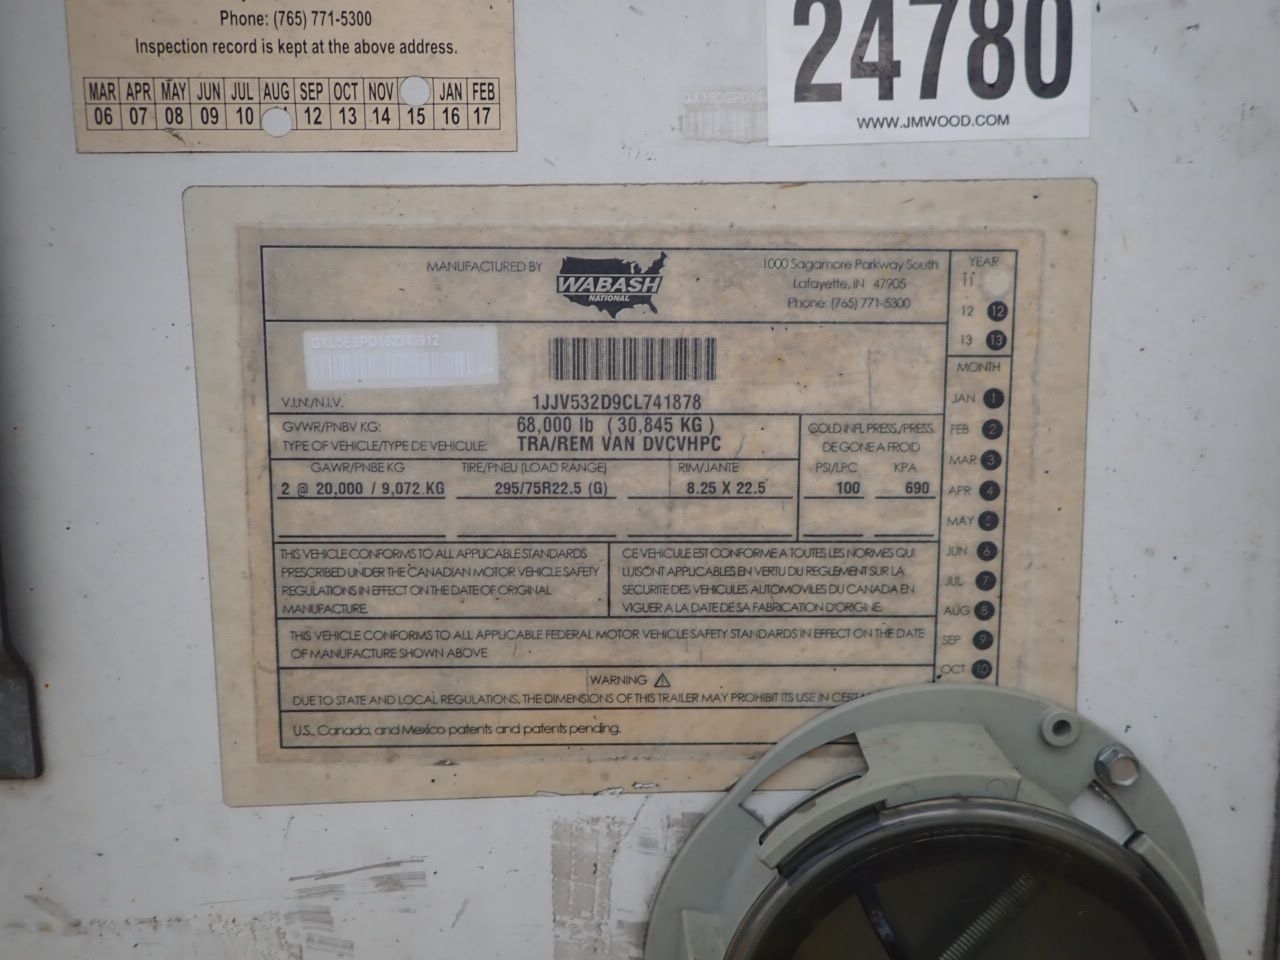 Phone: (765) 771-5300
Inspection record is kept at the above address.
MAR APR MAY JUN JUL AUG SEP OCT NOV JAN FEB
06 07 08 09 10 12 13 14 15 16 17
24780
WWW.JMWOOD.COM
MANUFACTURED BY
WABASH
NATIONAL
1000 Sagamore Parkway South
Lafayette, IN 47905
Phone: (765) 771-5300
YEAR
11
12 12
13 13
MONTH
JAN 1
FEB 2
MAR 3
APR 4
MAY 5
JUN 6
JUL 7
AUG 8
SEP 9
OCT 10
GXL5ESPD182345912
V.I.N./N.I.V.
1JJV532D9CL741878
GVWR/PNBV KG:
68,000 lb (30,845 KG)
TYPE OF VEHICLE/TYPE DE VEHICULE:
TRA/REM VAN DVCVHPC
COLD INFL. PRESS./PRESS.
DE GONF. A FROID
GAWR/PNBE KG TIRE/PNEU (LOAD RANGE) RIM/JANTE PSI/LPC KPA
2 @ 20,000 / 9,072 KG 295/75R22.5 (G) 8.25 X 22.5 100 690
THIS VEHICLE CONFORMS TO ALL APPLICABLE STANDARDS
PRESCRIBED UNDER THE CANADIAN MOTOR VEHICLE SAFETY
REGULATIONS IN EFFECT ON THE DATE OF ORIGINAL
MANUFACTURE.
CE VEHICULE EST CONFORME A TOUTES LES NORMES QUI
LUI SONT APPLICABLES EN VERTU DU REGLEMENT SUR LA
SECURITE DES VEHICULES AUTOMOBILES DU CANADA EN
VIGUER A LA DATE DE SA FABRICATION D'ORIGINE.
THIS VEHICLE CONFORMS TO ALL APPLICABLE FEDERAL MOTOR VEHICLE SAFETY STANDARDS IN EFFECT ON THE DATE
OF MANUFACTURE SHOWN ABOVE
WARNING
DUE TO STATE AND LOCAL REGULATIONS, THE DIMENSIONS OF THIS TRAILER MAY PROHIBIT ITS USE IN
U.S., Canada, and Mexico patents and patents pending.